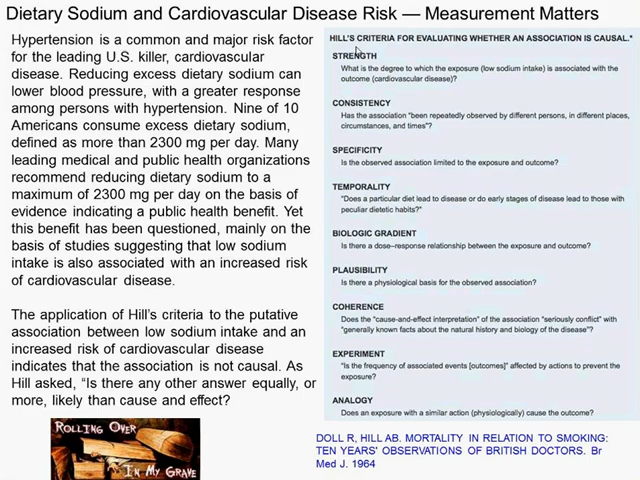 Dietary Sodium and Cardiovascular Disease Risk — Measurement Matters
Hypertension is a common and major risk factor
for the leading U.S. killer, cardiovascular
disease. Reducing excess dietary sodium can
lower blood pressure, with a greater response
among persons with hypertension. Nine of 10
Americans consume excess dietary sodium,
defined as more than 2300 mg per day. Many
leading medical and public health organizations
recommend reducing dietary sodium to a
maximum of 2300 mg per day on the basis of
evidence indicating a public health benefit. Yet
this benefit has been questioned, mainly on the
basis of studies suggesting that low sodium
intake is also associated with an increased risk
of cardiovascular disease.
The application of Hill's criteria to the putative
association between low sodium intake and an
increased risk of cardiovascular disease
indicates that the association is not causal. As
Hill asked, “Is there any other answer equally, or
more, likely than cause and effect?
ROLLING OVER
IN MY GRAVE
HILL'S CRITERIA FOR EVALUATING WHETHER AN ASSOCIATION IS CAUSAL.*
STRENGTH
What is the degree to which the exposure (low sodium intake) is associated with the
outcome (cardiovascular disease)?
CONSISTENCY
Has the association "been repeatedly observed by different persons, in different places,
circumstances, and times"?
SPECIFICITY
Is the observed association limited to the exposure and outcome?
TEMPORALITY
"Does a particular diet lead to disease or do early stages of disease lead to those with
peculiar dietetic habits?"
BIOLOGIC GRADIENT
Is there a dose–response relationship between the exposure and outcome?
PLAUSIBILITY
Is there a physiological basis for the observed association?
COHERENCE
Does the "cause-and-effect interpretation" of the association "seriously conflict" with
"generally known facts about the natural history and biology of the disease"?
EXPERIMENT
"Is the frequency of associated events [outcomes]" affected by actions to prevent the
exposure?
ANALOGY
Does an exposure with a similar action (physiologically) cause the outcome?
DOLL R, HILL AB. MORTALITY IN RELATION TO SMOKING:
TEN YEARS' OBSERVATIONS OF BRITISH DOCTORS. Br
Med J. 1964